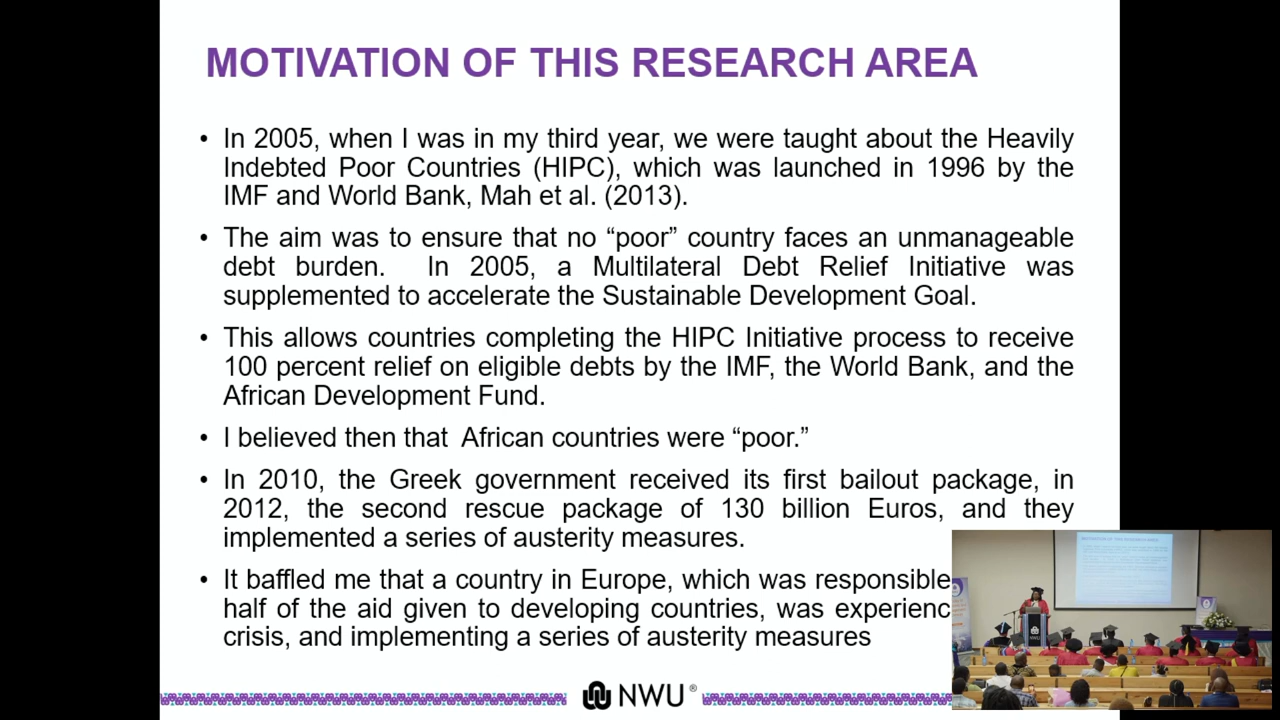 MOTIVATION OF THIS RESEARCH AREA
• In 2005, when I was in my third year, we were taught about the Heavily
Indebted Poor Countries (HIPC), which was launched in 1996 by the
IMF and World Bank, Mah et al. (2013).
• The aim was to ensure that no “poor” country faces an unmanageable
debt burden. In 2005, a Multilateral Debt Relief Initiative was
supplemented to accelerate the Sustainable Development Goal.
• This allows countries completing the HIPC Initiative process to receive
100 percent relief on eligible debts by the IMF, the World Bank, and the
African Development Fund.
• I believed then that African countries were “poor.”
• In 2010, the Greek government received its first bailout package, in
2012, the second rescue package of 130 billion Euros, and they
implemented a series of austerity measures.
• It baffled me that a country in Europe, which was responsible
half of the aid given to developing countries, was experienc
crisis, and implementing a series of austerity measures
NWU®
MOTIVATION OF THIS RESEARCH AREA
NWU